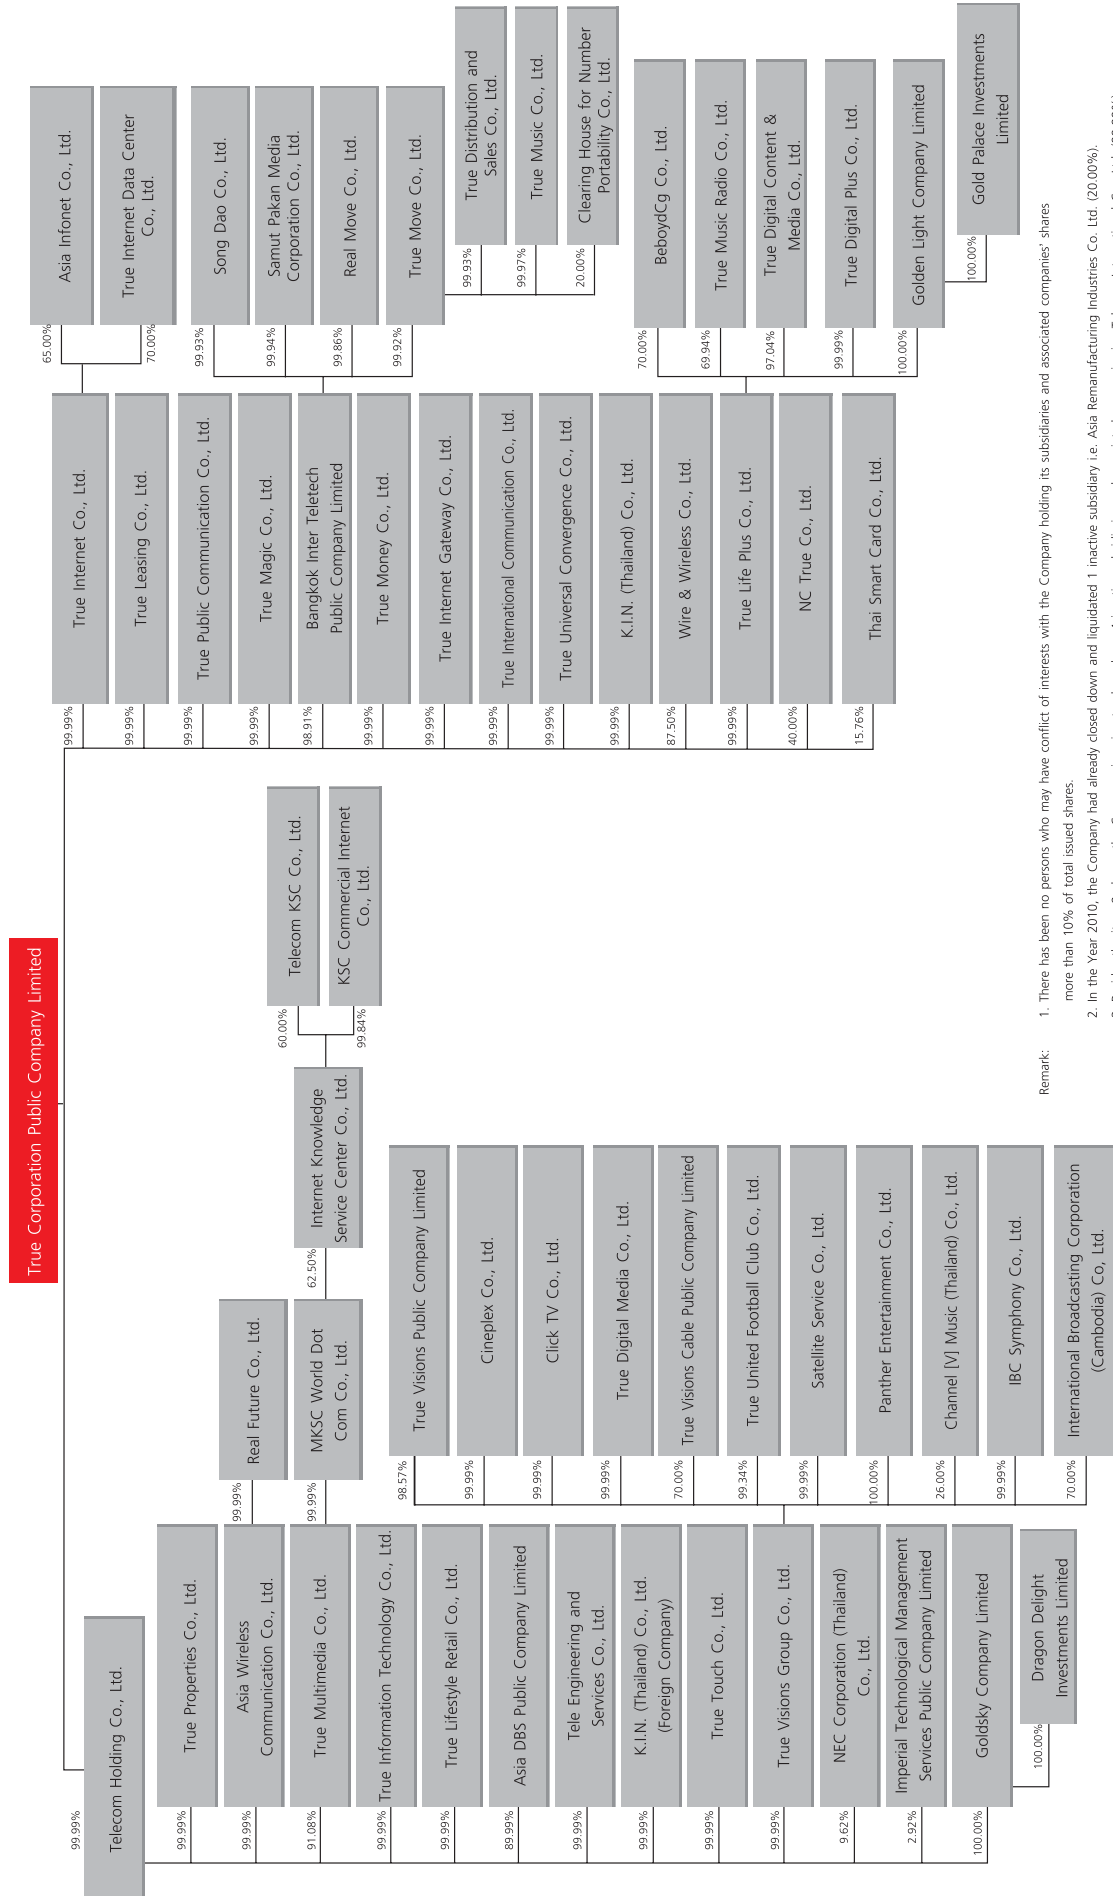 True Corporation Public Company Limited
99.99%
Telecom Holding Co., Ltd.
99.99%
True Properties Co., Ltd.
99.99%
Asia Wireless
Communication Co., Ltd.
99.99%
Real Future Co., Ltd.
91.08%
True Multimedia Co., Ltd.
99.99%
MKSC World Dot
Com Co., Ltd.
62.50%
Internet Knowledge
Service Center Co., Ltd.
60.00%
Telecom KSC Co., Ltd.
99.84%
KSC Commercial Internet
Co., Ltd.
99.99%
True Information Technology Co., Ltd.
99.99%
True Lifestyle Retail Co., Ltd.
89.99%
Asia DBS Public Company Limited
99.99%
Tele Engineering and
Services Co., Ltd.
99.99%
K.I.N. (Thailand) Co., Ltd.
(Foreign Company)
99.99%
True Touch Co., Ltd.
99.99%
True Visions Group Co., Ltd.
98.57%
True Visions Public Company Limited
99.99%
Cineplex Co., Ltd.
99.99%
Click TV Co., Ltd.
99.99%
True Digital Media Co., Ltd.
70.00%
True Visions Cable Public Company Limited
99.34%
True United Football Club Co., Ltd.
99.99%
Satellite Service Co., Ltd.
100.00%
Panther Entertainment Co., Ltd.
26.00%
Channel [V] Music (Thailand) Co., Ltd.
99.99%
IBC Symphony Co., Ltd.
70.00%
International Broadcasting Corporation
(Cambodia) Co, Ltd.
9.62%
NEC Corporation (Thailand)
Co., Ltd.
2.92%
Imperial Technological Management
Services Public Company Limited
100.00%
Goldsky Company Limited
100.00%
Dragon Delight
Investments Limited
99.99%
True Internet Co., Ltd.
65.00%
Asia Infonet Co., Ltd.
70.00%
True Internet Data Center
Co., Ltd.
99.99%
True Leasing Co., Ltd.
99.99%
True Public Communication Co., Ltd.
99.99%
True Magic Co., Ltd.
98.91%
Bangkok Inter Teletech
Public Company Limited
99.93%
Song Dao Co., Ltd.
99.94%
Samut Pakan Media
Corporation Co., Ltd.
99.86%
Real Move Co., Ltd.
99.92%
True Move Co., Ltd.
99.93%
True Distribution and
Sales Co., Ltd.
99.97%
True Music Co., Ltd.
20.00%
Clearing House for Number
Portability Co., Ltd.
99.99%
True Money Co., Ltd.
99.99%
True Internet Gateway Co., Ltd.
99.99%
True International Communication Co., Ltd.
99.99%
True Universal Convergence Co., Ltd.
99.99%
K.I.N. (Thailand) Co., Ltd.
87.50%
Wire & Wireless Co., Ltd.
99.99%
True Life Plus Co., Ltd.
70.00%
BeboydCg Co., Ltd.
69.94%
True Music Radio Co., Ltd.
97.04%
True Digital Content &
Media Co., Ltd.
99.99%
True Digital Plus Co., Ltd.
100.00%
Golden Light Company Limited
100.00%
Gold Palace Investments
Limited
40.00%
NC True Co., Ltd.
15.76%
Thai Smart Card Co., Ltd.
Remark: 1. There has been no persons who may have conflict of interests with the Company holding its subsidiaries and associated companies' shares
more than 10% of total issued shares.
2. In the Year 2010, the Company had already closed down and liquidated 1 inactive subsidiary i.e. Asia Remanufacturing Industries Co. Ltd. (20.00%).